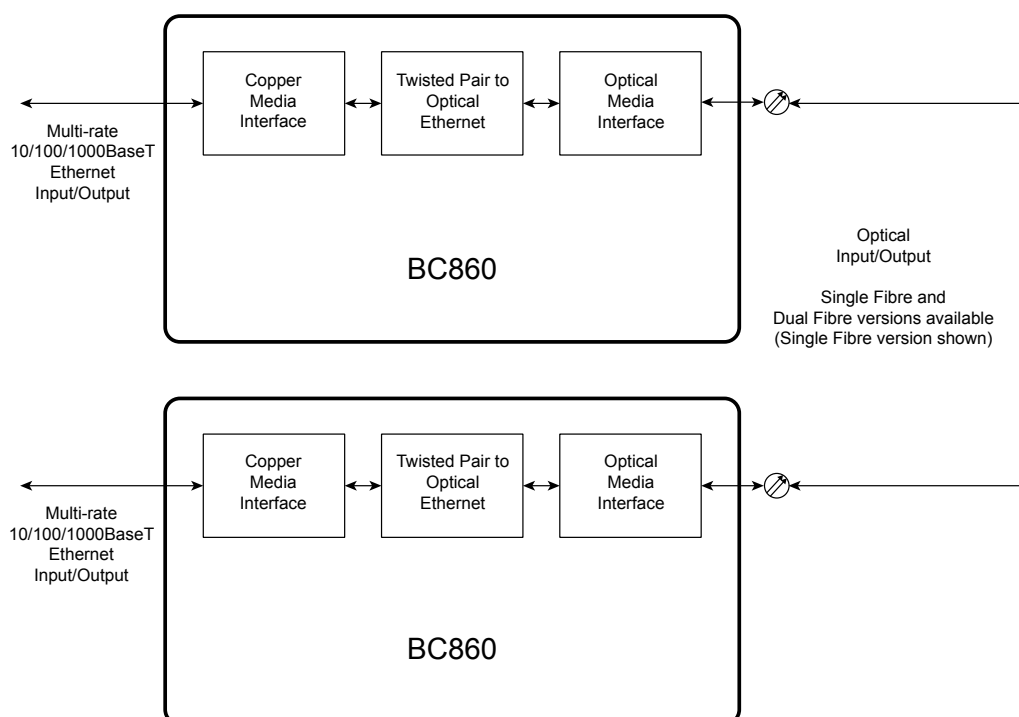 Copper
Media
Interface
Twisted Pair to
Optical
Ethernet
Optical
Media
Interface
Multi-rate
10/100/1000BaseT
Ethernet
Input/Output
BC860
Optical
Input/Output
Single Fibre and
Dual Fibre versions available
(Single Fibre version shown)
Copper
Media
Interface
Twisted Pair to
Optical
Ethernet
Optical
Media
Interface
Multi-rate
10/100/1000BaseT
Ethernet
Input/Output
BC860